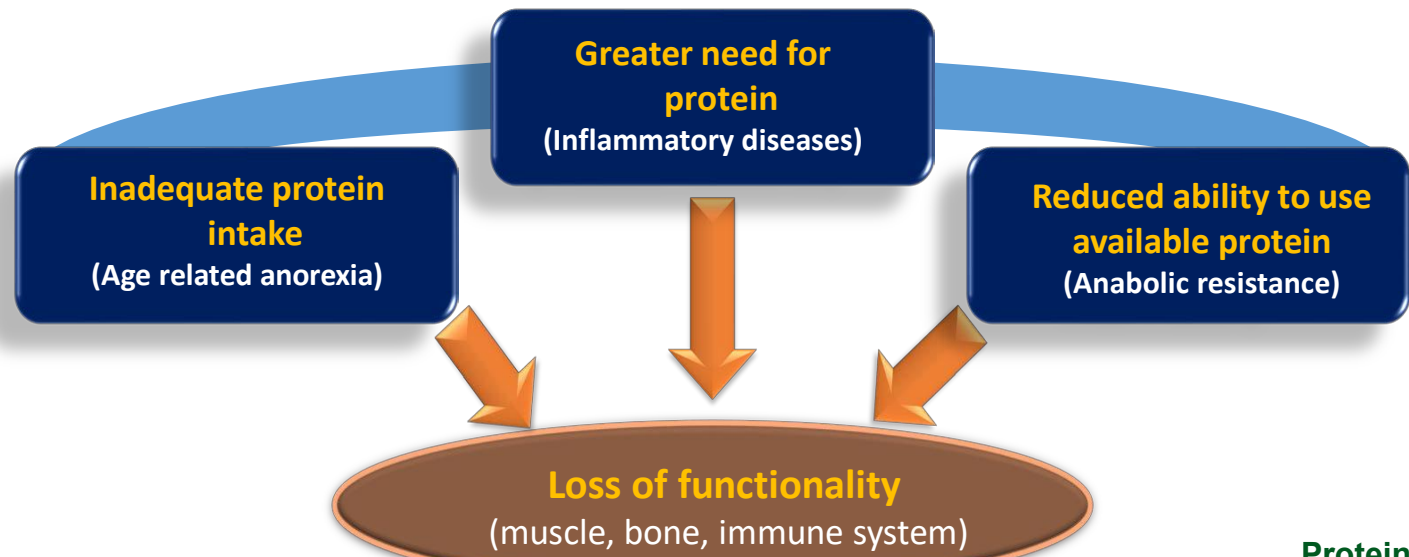 Greater need for
protein
(Inflammatory diseases)
Inadequate protein
intake
(Age related anorexia)
Reduced ability to use
available protein
(Anabolic resistance)
Loss of functionality
(muscle, bone, immune system)
Protein